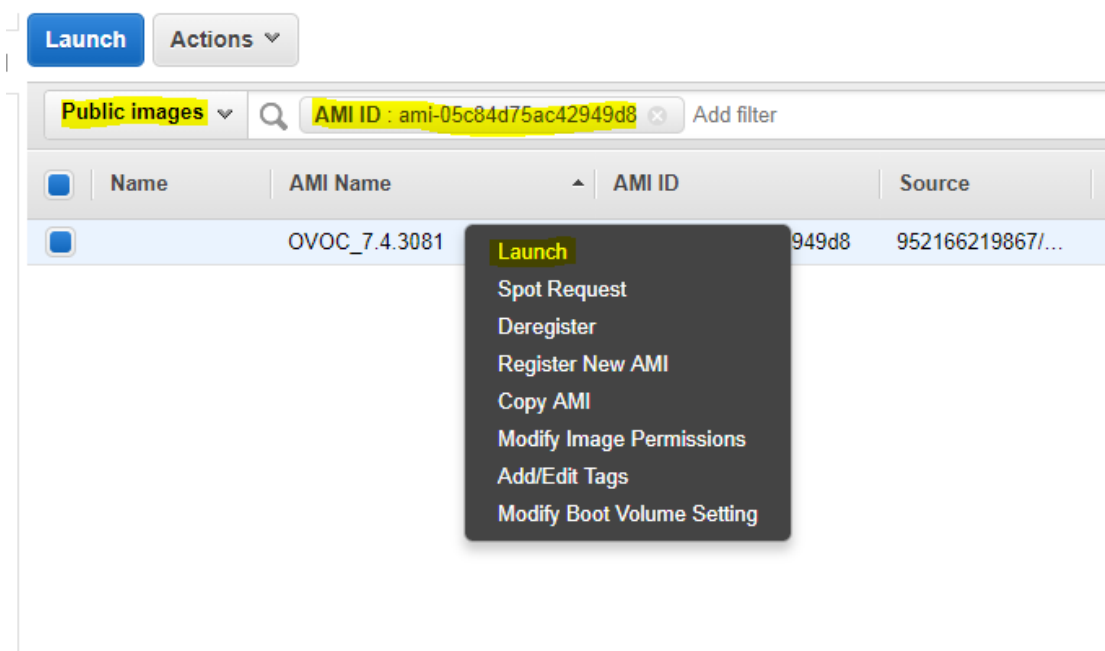 Launch Actions
Public images AMI ID : ami-05c84d75ac42949d8 Add filter
Name AMI Name AMI ID Source
OVOC_7.4.3081 949d8 952166219867/...
Launch
Spot Request
Deregister
Register New AMI
Copy AMI
Modify Image Permissions
Add/Edit Tags
Modify Boot Volume Setting